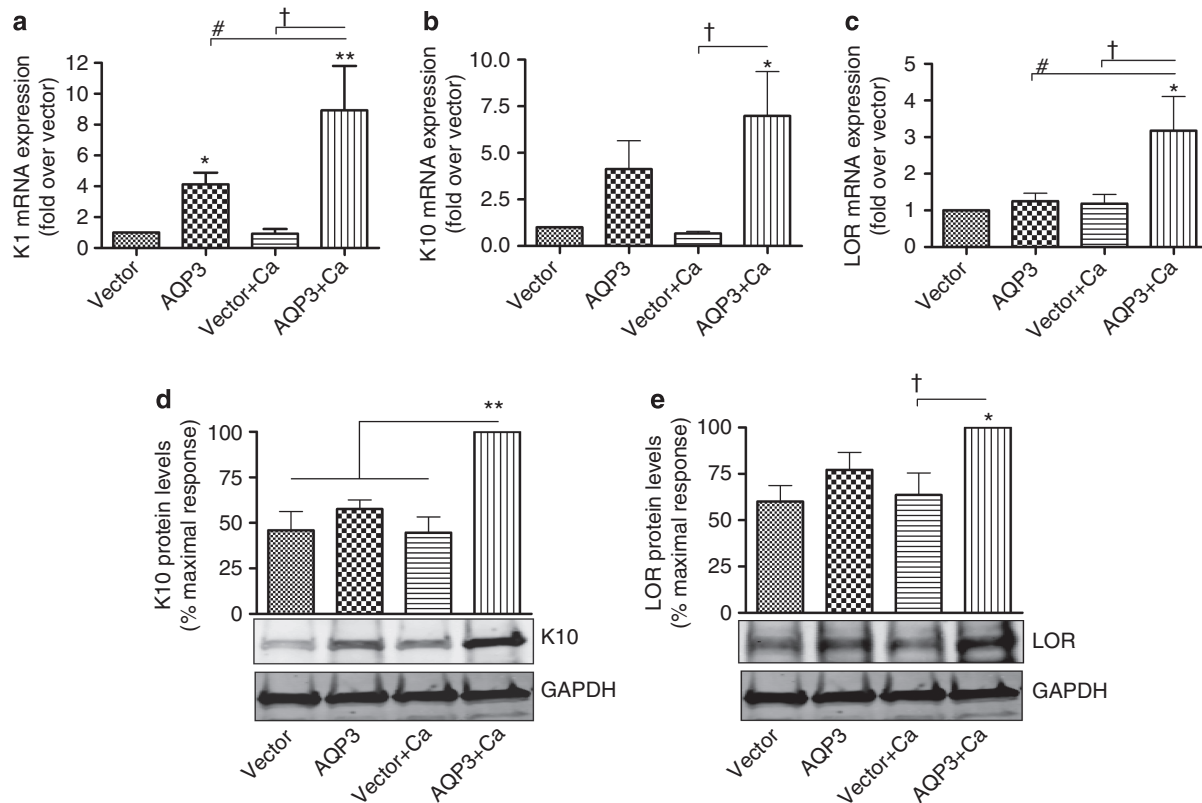 a
K1 mRNA expression
(fold over vector)
12
10
8
6
4
2
0
*
**
#
†
Vector
AQP3
Vector+Ca
AQP3+Ca
b
K10 mRNA expression
(fold over vector)
10.0
7.5
5.0
2.5
0.0
†
*
Vector
AQP3
Vector+Ca
AQP3+Ca
c
LOR mRNA expression
(fold over vector)
5
4
3
2
1
0
#
†
*
Vector
AQP3
Vector+Ca
AQP3+Ca
d
K10 protein levels
(% maximal response)
100
75
50
25
0
**
K10
GAPDH
Vector
AQP3
Vector+Ca
AQP3+Ca
e
LOR protein levels
(% maximal response)
100
75
50
25
0
†
*
LOR
GAPDH
Vector
AQP3
Vector+Ca
AQP3+Ca